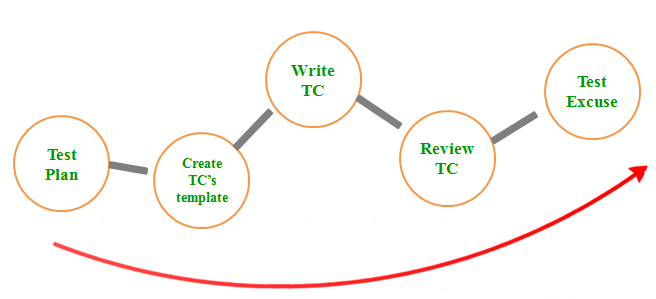 Test
Plan
Create
TC's
template
Write
TC
Review
TC
Test
Excuse